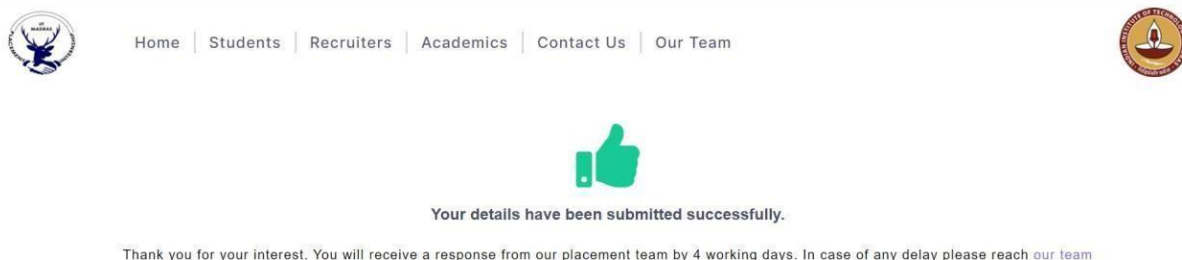 Home
Students
Recruiters
Academics
Contact Us
Our Team
Your details have been submitted successfully.
Thank you for your interest. You will receive a response from our placement team by 4 working days. In case of any delay please reach our team